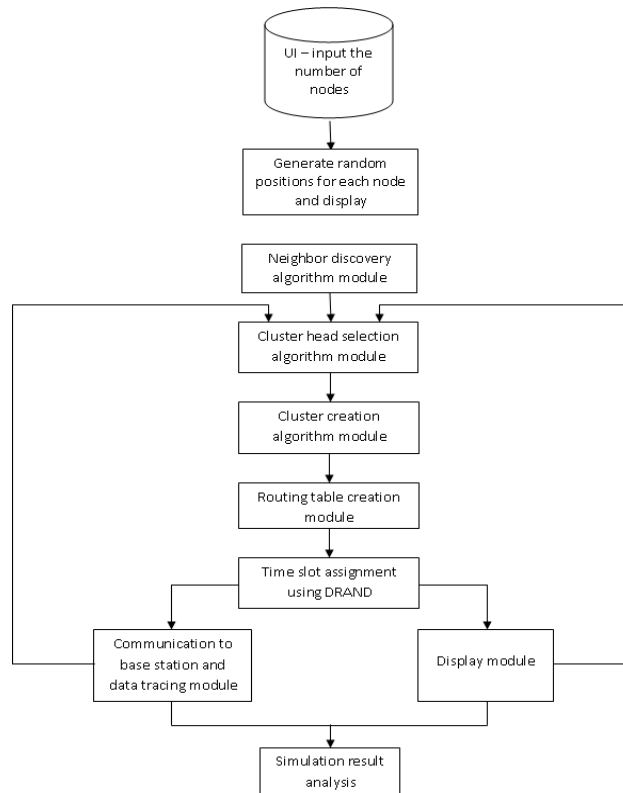 UI – input the
number of
nodes
Generate random
positions for each node
and display
Neighbor discovery
algorithm module
Cluster head selection
algorithm module
Cluster creation
algorithm module
Routing table creation
module
Time slot assignment
using DRAND
Communication to
base station and
data tracing module
Display module
Simulation result
analysis